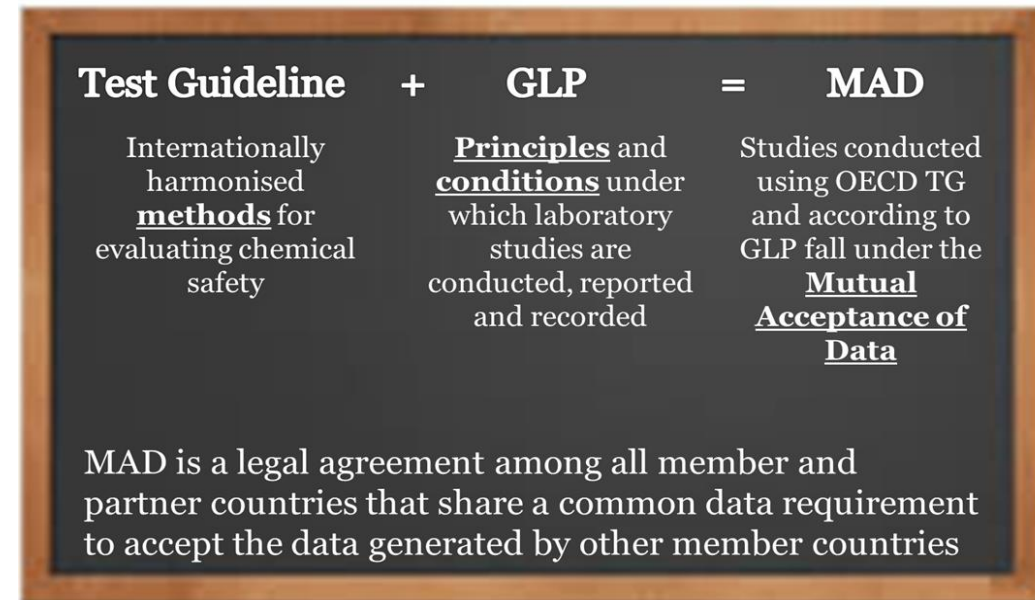 Test Guideline + GLP = MAD
Internationally
harmonised
methods for
evaluating chemical
safety
Principles and
conditions under
which laboratory
studies are
conducted, reported
and recorded
Studies conducted
using OECD TG
and according to
GLP fall under the
Mutual
Acceptance of
Data
MAD is a legal agreement among all member and
partner countries that share a common data requirement
to accept the data generated by other member countries